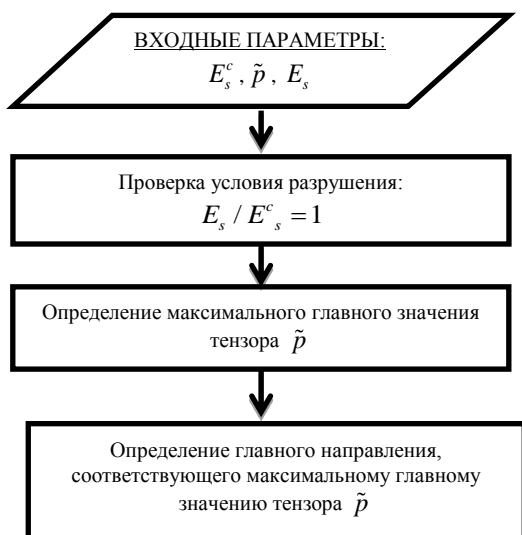 ВХОДНЫЕ ПАРАМЕТРЫ:
E_s^c , p̃ , E_s
Проверка условия разрушения:
E_s / E^c_s = 1
Определение максимального главного значения
тензора p̃
Определение главного направления,
соответствующего максимальному главному
значению тензора p̃